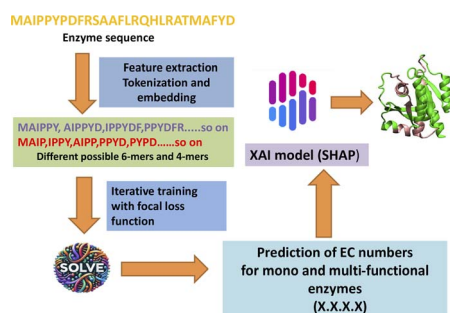 MAIPPYPDFRSAAFLRQHLRATMAFYD
Enzyme sequence
Feature extraction
Tokenization and
embedding
MAIPPY, AIPPYD,IPPYDF,PPYDFR.....so on
MAIP,IPPY,AIPP,PPYD,PYPD......so on
Different possible 6-mers and 4-mers
XAI model (SHAP)
Iterative training
with focal loss
function
SOLVE
Prediction of EC numbers
for mono and multi-functional
enzymes
(X.X.X.X)